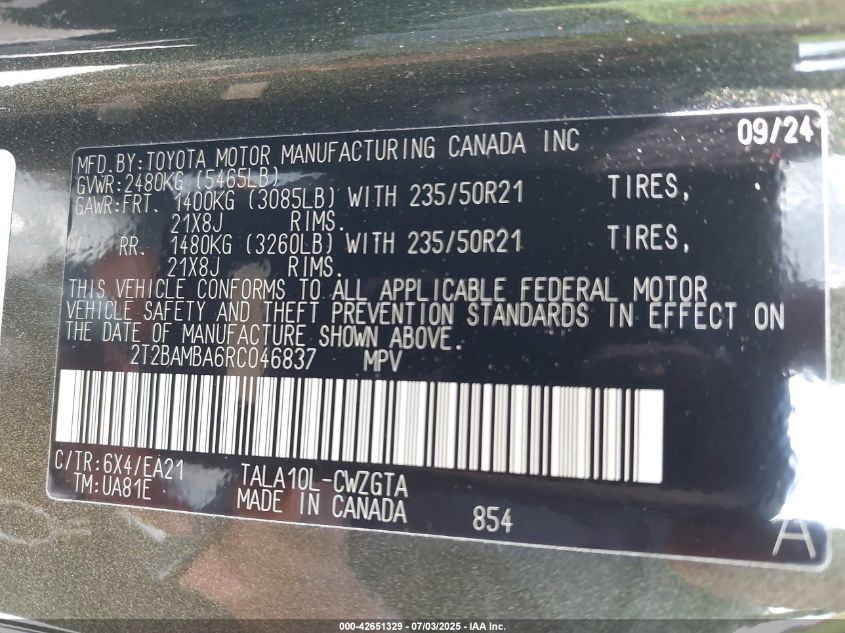 09/24
MFD.BY:TOYOTA MOTOR MANUFACTURING CANADA INC
GVWR:2480KG (5465LB)
GAWR:FRT. 1400KG (3085LB) WITH 235/50R21 TIRES,
, 21X8J RIMS.
RR. 1480KG (3260LB) WITH 235/50R21 TIRES,
, 21X8J RIMS.
THIS VEHICLE CONFORMS TO ALL APPLICABLE FEDERAL MOTOR
VEHICLE SAFETY AND THEFT PREVENTION STANDARDS IN EFFECT ON
THE DATE OF MANUFACTURE SHOWN ABOVE.
2T2BAMBA6RC046837 MPV
C/TR:6X4/EA21 TALA10L-CWZGTA
TM:UA81E MADE IN CANADA 854
A
000-42651329 - 07/03/2025 - IAA Inc.